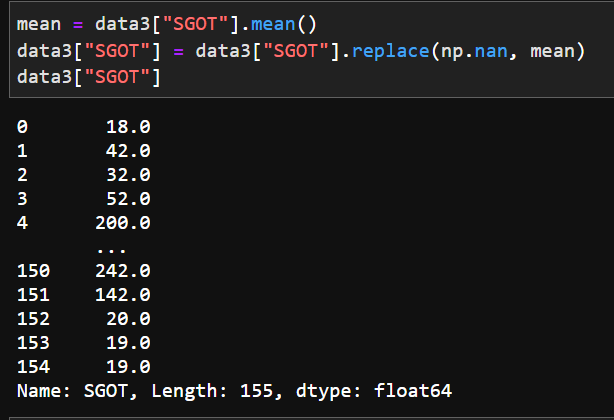 mean = data3["SGOT"].mean()
data3["SGOT"] = data3["SGOT"].replace(np.nan, mean)
data3["SGOT"]
0       18.0
1       42.0
2       32.0
3       52.0
4      200.0
       ...
150    242.0
151    142.0
152     20.0
153     19.0
154     19.0
Name: SGOT, Length: 155, dtype: float64